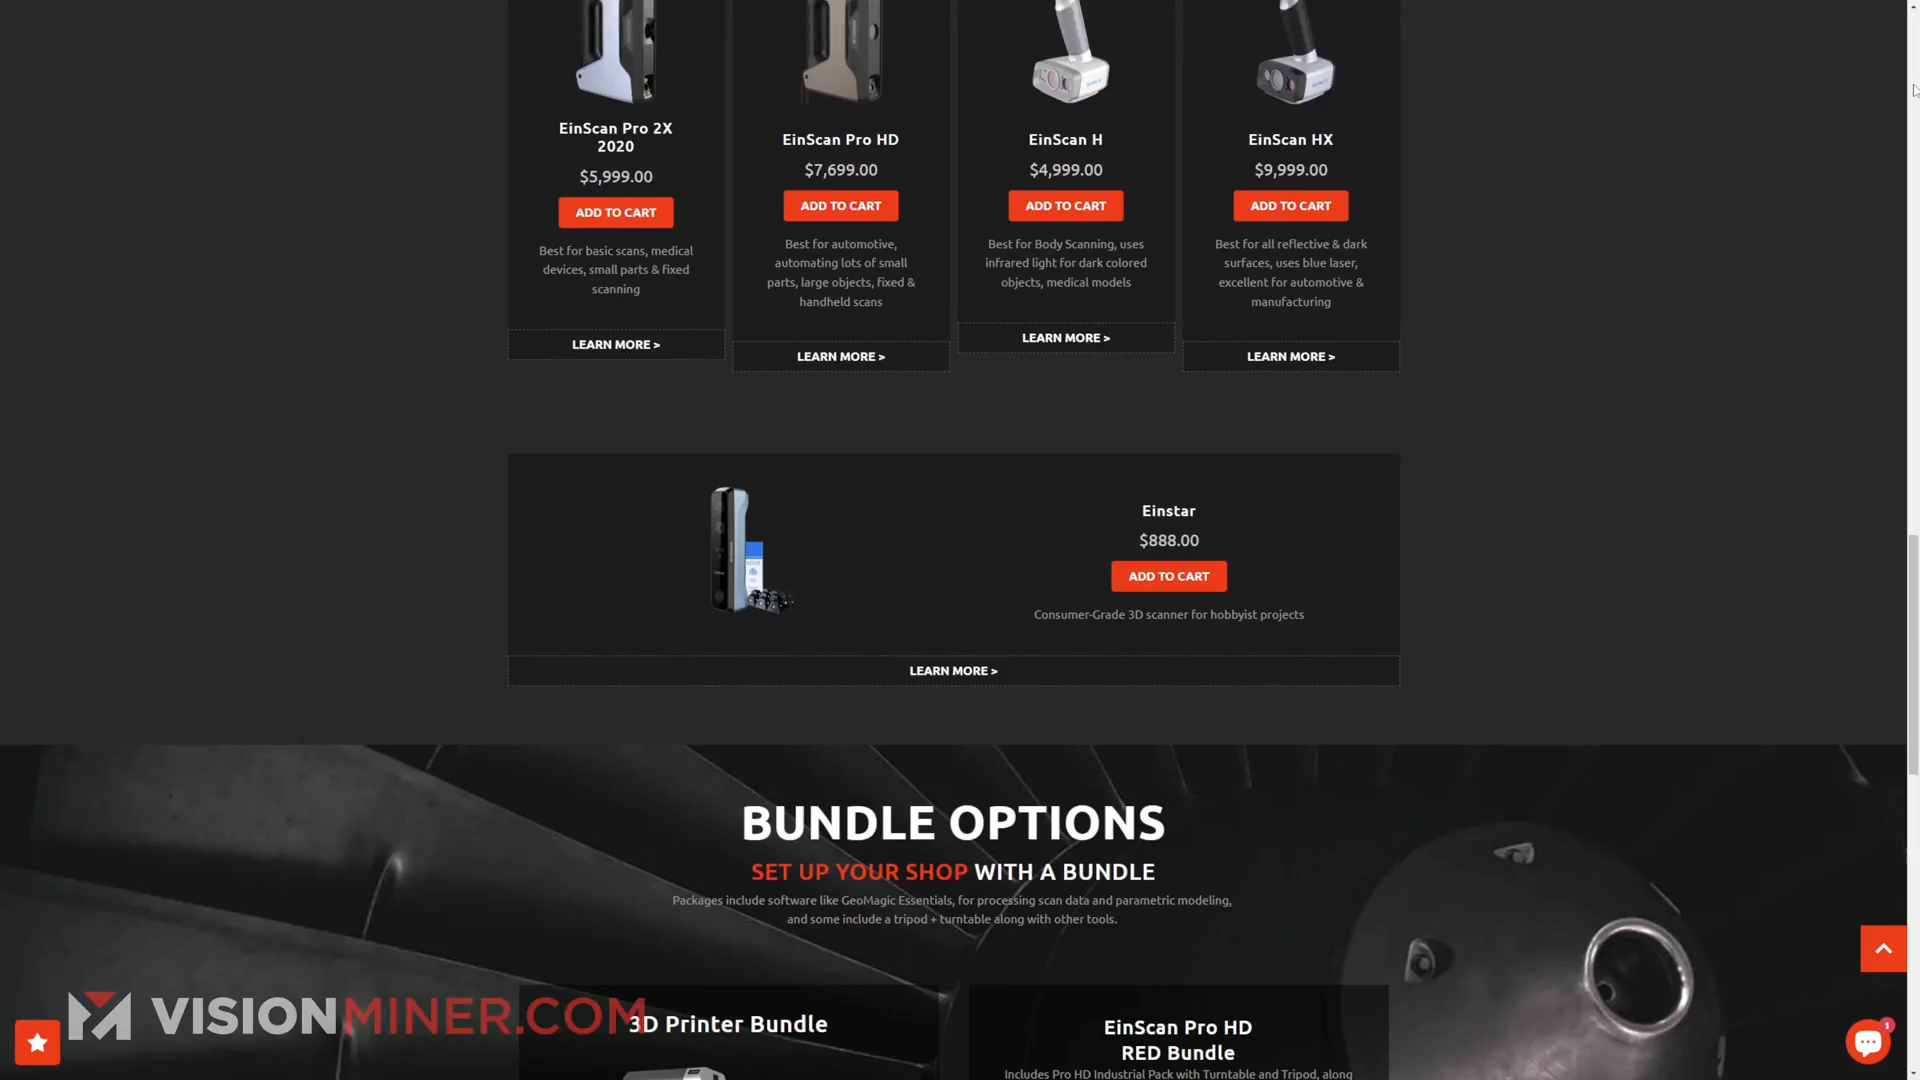 EinScan Pro 2X
2020
$5,999.00
ADD TO CART
Best for basic scans, medical
devices, small parts & fixed
scanning
LEARN MORE >
EinScan Pro HD
$7,699.00
ADD TO CART
Best for automotive,
automating lots of small
parts, large objects, fixed &
handheld scans
LEARN MORE >
EinScan H
$4,999.00
ADD TO CART
Best for Body Scanning, uses
infrared light for dark colored
objects, medical models
LEARN MORE >
EinScan HX
$9,999.00
ADD TO CART
Best for all reflective & dark
surfaces, uses blue laser,
excellent for automotive &
manufacturing
LEARN MORE >
Einstar
$888.00
ADD TO CART
Consumer-Grade 3D scanner for hobbyist projects
LEARN MORE >
BUNDLE OPTIONS
SET UP YOUR SHOP WITH A BUNDLE
Packages include software like GeoMagic Essentials, for processing scan data and parametric modeling,
and some include a tripod + turntable along with other tools.
VISIONMINER.COM
3D Printer Bundle
EinScan Pro HD
RED Bundle
Includes Pro HD Industrial Pack with Turntable and Tripod, along
1